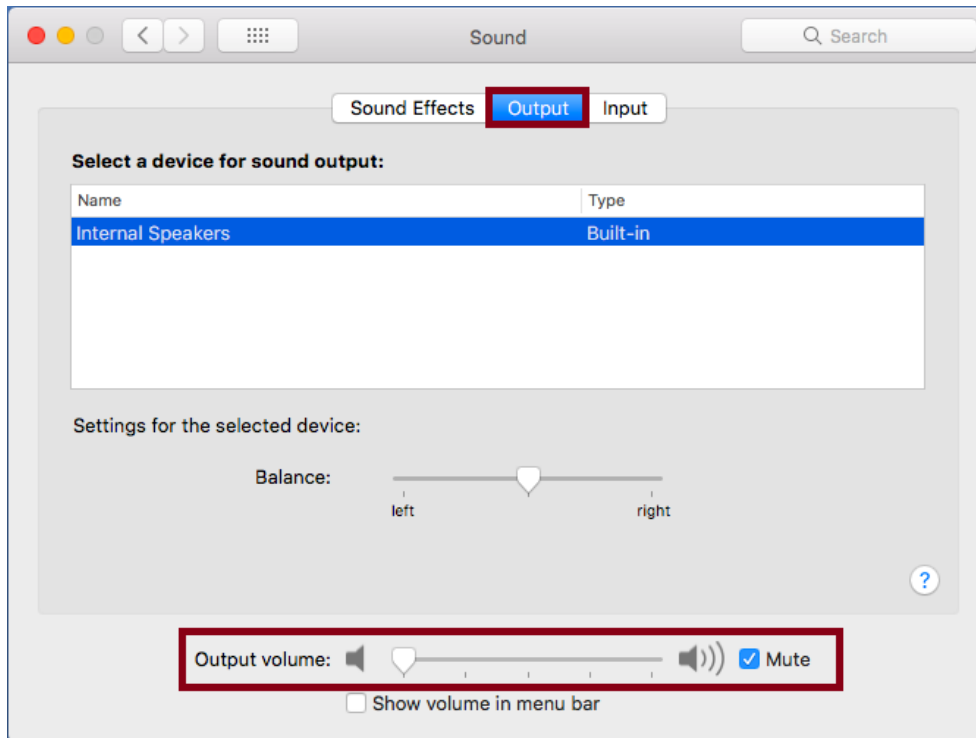 Sound
Search
Sound Effects Output Input
Select a device for sound output:
Name Type
Internal Speakers Built-in
Settings for the selected device:
Balance:
left right
?
Output volume: Mute
Show volume in menu bar